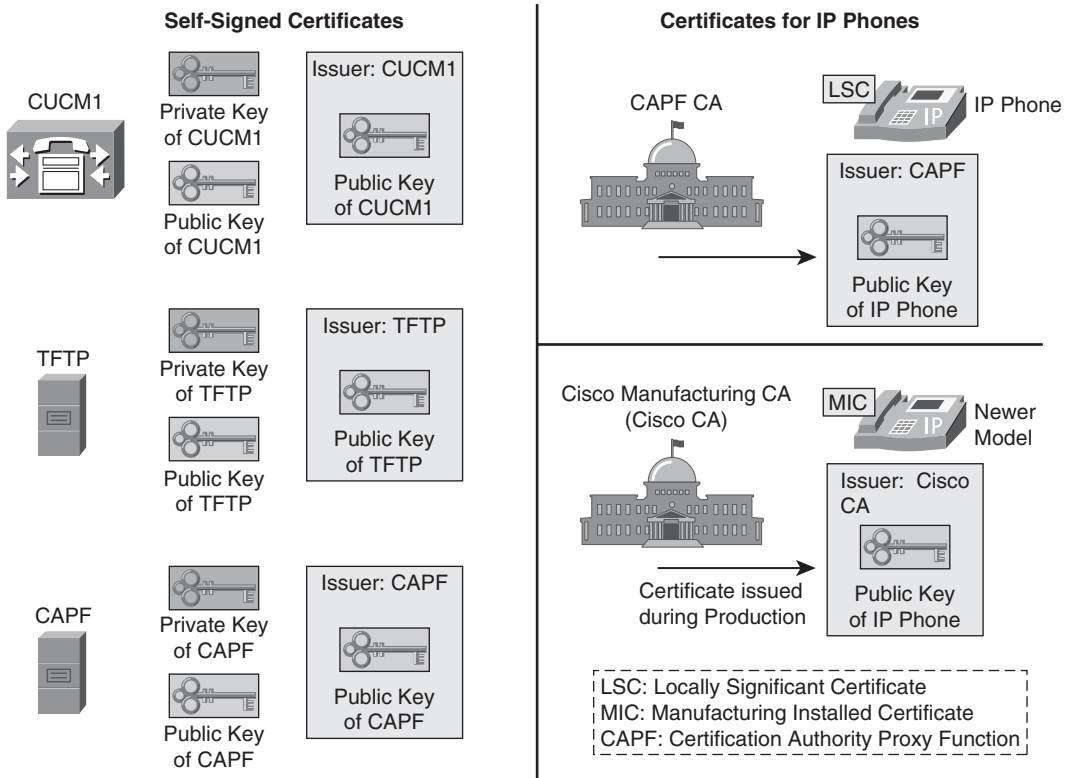 Self-Signed Certificates
CUCM1
Private Key
of CUCM1
Public Key
of CUCM1
Issuer: CUCM1
Public Key
of CUCM1
TFTP
Private Key
of TFTP
Public Key
of TFTP
Issuer: TFTP
Public Key
of TFTP
CAPF
Private Key
of CAPF
Public Key
of CAPF
Issuer: CAPF
Public Key
of CAPF
Certificates for IP Phones
CAPF CA
LSC
IP
IP Phone
Issuer: CAPF
Public Key
of IP Phone
Cisco Manufacturing CA
(Cisco CA)
MIC
IP
Newer
Model
Issuer: Cisco
CA
Certificate issued
during Production
Public Key
of IP Phone
LSC: Locally Significant Certificate
MIC: Manufacturing Installed Certificate
CAPF: Certification Authority Proxy Function